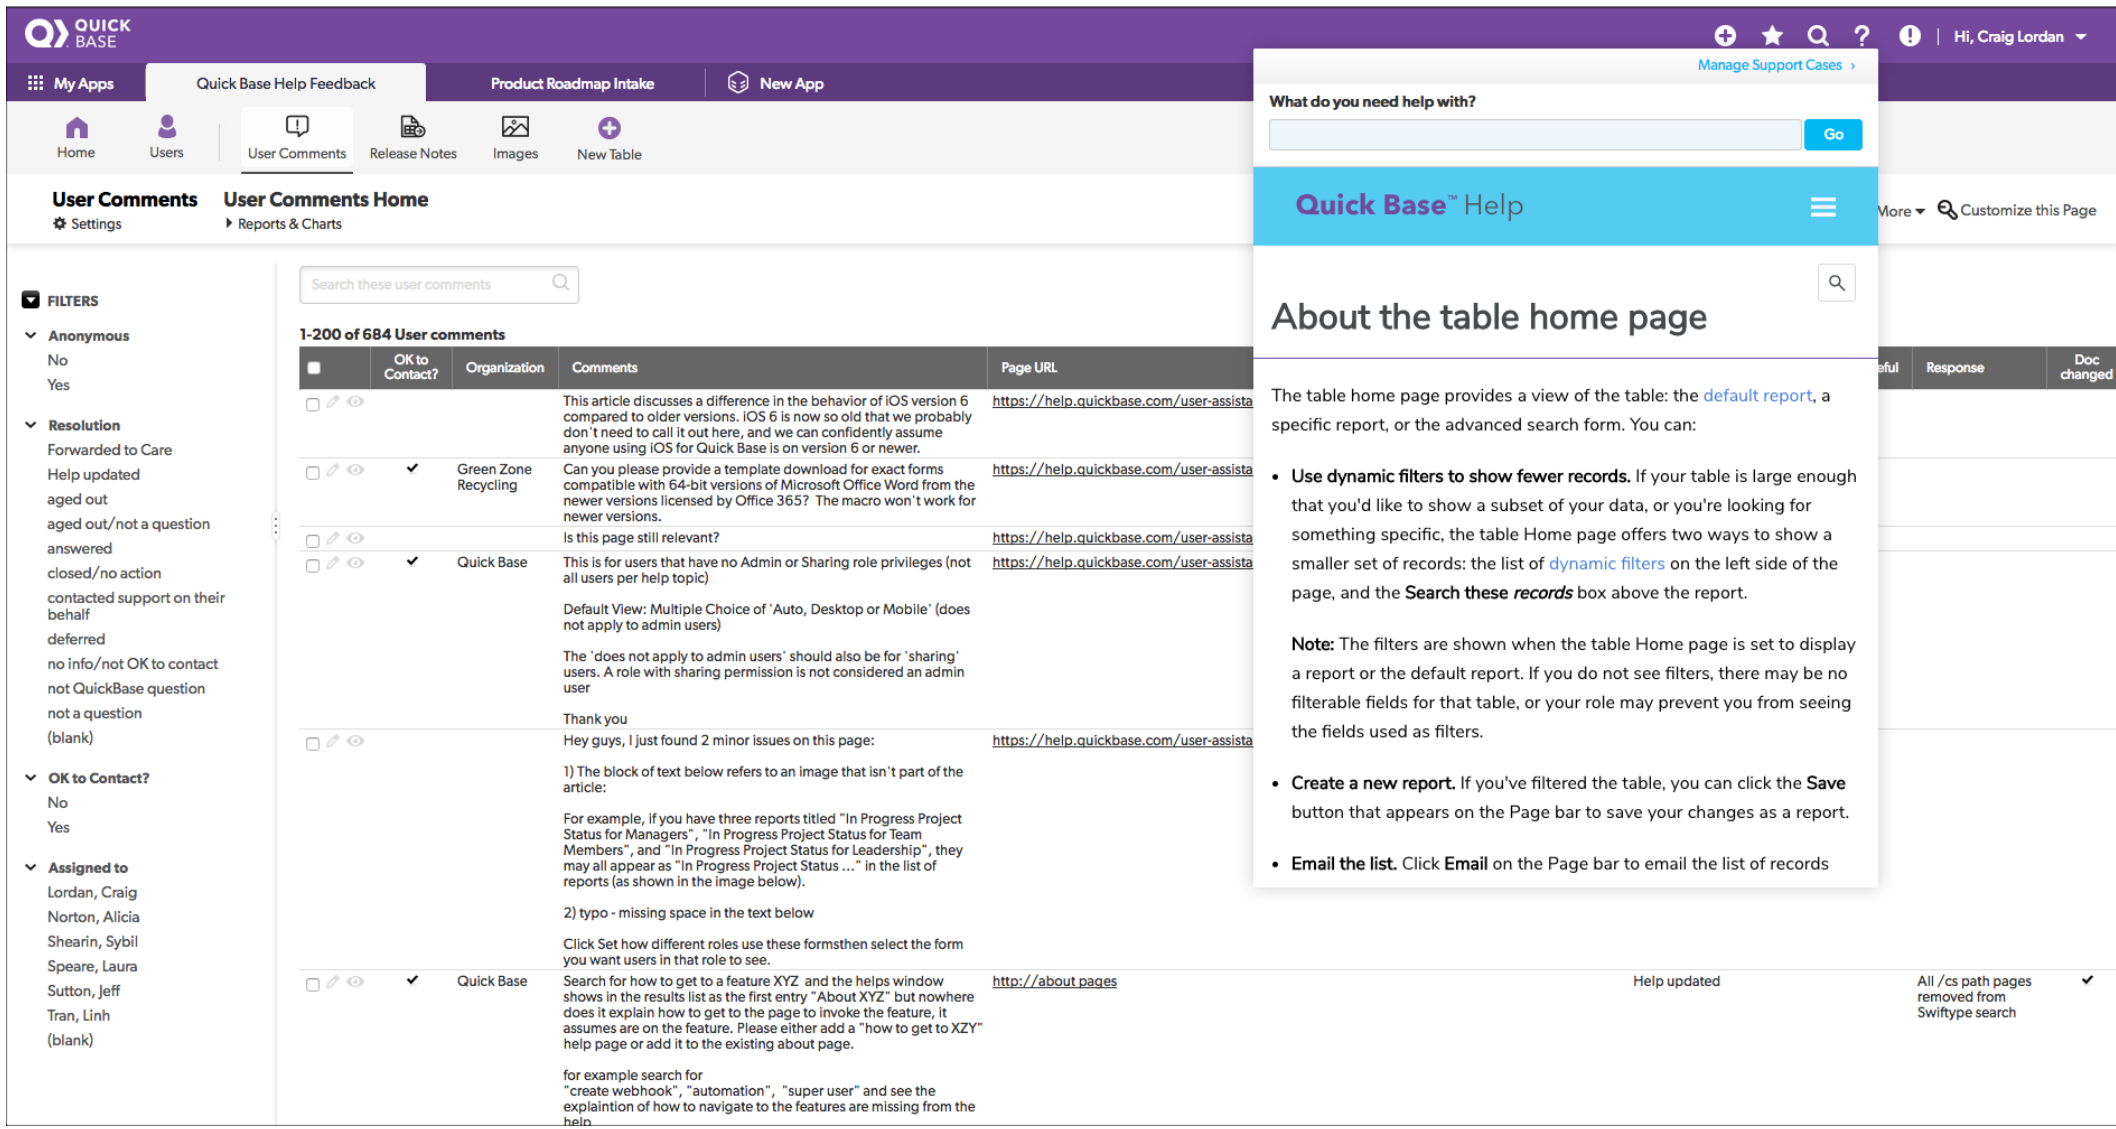 QUICK
BASE
Hi, Craig Lordan
My Apps
Quick Base Help Feedback
Product Roadmap Intake
New App
Home
Users
User Comments
Release Notes
Images
New Table
User Comments
Settings
User Comments Home
Reports & Charts
More
Customize this Page
FILTERS
Anonymous
No
Yes
Resolution
Forwarded to Care
Help updated
aged out
aged out/not a question
answered
closed/no action
contacted support on their
behalf
deferred
no info/not OK to contact
not QuickBase question
not a question
(blank)
OK to Contact?
No
Yes
Assigned to
Lordan, Craig
Norton, Alicia
Shearin, Sybil
Speare, Laura
Sutton, Jeff
Tran, Linh
(blank)
Search these user comments
1-200 of 684 User comments
OK to
Contact?
Organization
Comments
Page URL
eful
Response
Doc
changed
This article discusses a difference in the behavior of iOS version 6
compared to older versions. iOS 6 is now so old that we probably
don't need to call it out here, and we can confidently assume
anyone using iOS for Quick Base is on version 6 or newer.
https://help.quickbase.com/user-assista
Green Zone
Recycling
Can you please provide a template download for exact forms
compatible with 64-bit versions of Microsoft Office Word from the
newer versions licensed by Office 365? The macro won't work for
newer versions.
https://help.quickbase.com/user-assista
Is this page still relevant?
https://help.quickbase.com/user-assista
Quick Base
This is for users that have no Admin or Sharing role privileges (not
all users per help topic)
Default View: Multiple Choice of 'Auto, Desktop or Mobile' (does
not apply to admin users)
The 'does not apply to admin users' should also be for 'sharing'
users. A role with sharing permission is not considered an admin
user
Thank you
https://help.quickbase.com/user-assista
Hey guys, I just found 2 minor issues on this page:
1) The block of text below refers to an image that isn't part of the
article:
For example, if you have three reports titled "In Progress Project
Status for Managers", "In Progress Project Status for Team
Members", and "In Progress Project Status for Leadership", they
may all appear as "In Progress Project Status ..." in the list of
reports (as shown in the image below).
2) typo - missing space in the text below
Click Set how different roles use these formsthen select the form
you want users in that role to see.
https://help.quickbase.com/user-assista
Quick Base
Search for how to get to a feature XYZ and the helps window
shows in the results list as the first entry "About XYZ" but nowhere
does it explain how to get to the page to invoke the feature, it
assumes are on the feature. Please either add a "how to get to XZY"
help page or add it to the existing about page.
for example search for
"create webhook", "automation", "super user" and see the
explaintion of how to navigate to the features are missing from the
help
http://about pages
Help updated
All /cs path pages
removed from
Swiftype search
Manage Support Cases ›
What do you need help with?
Go
Quick Base™ Help
About the table home page
The table home page provides a view of the table: the default report, a
specific report, or the advanced search form. You can:
• Use dynamic filters to show fewer records. If your table is large enough
that you'd like to show a subset of your data, or you're looking for
something specific, the table Home page offers two ways to show a
smaller set of records: the list of dynamic filters on the left side of the
page, and the Search these records box above the report.
Note: The filters are shown when the table Home page is set to display
a report or the default report. If you do not see filters, there may be no
filterable fields for that table, or your role may prevent you from seeing
the fields used as filters.
• Create a new report. If you've filtered the table, you can click the Save
button that appears on the Page bar to save your changes as a report.
• Email the list. Click Email on the Page bar to email the list of records